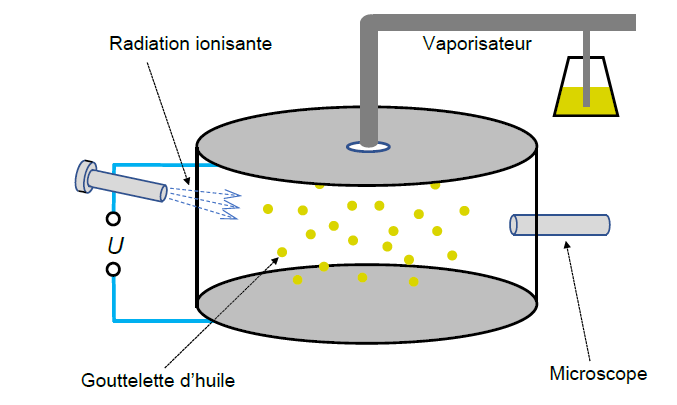 Radiation ionisante
Vaporisateur
U
Gouttelette d'huile
Microscope